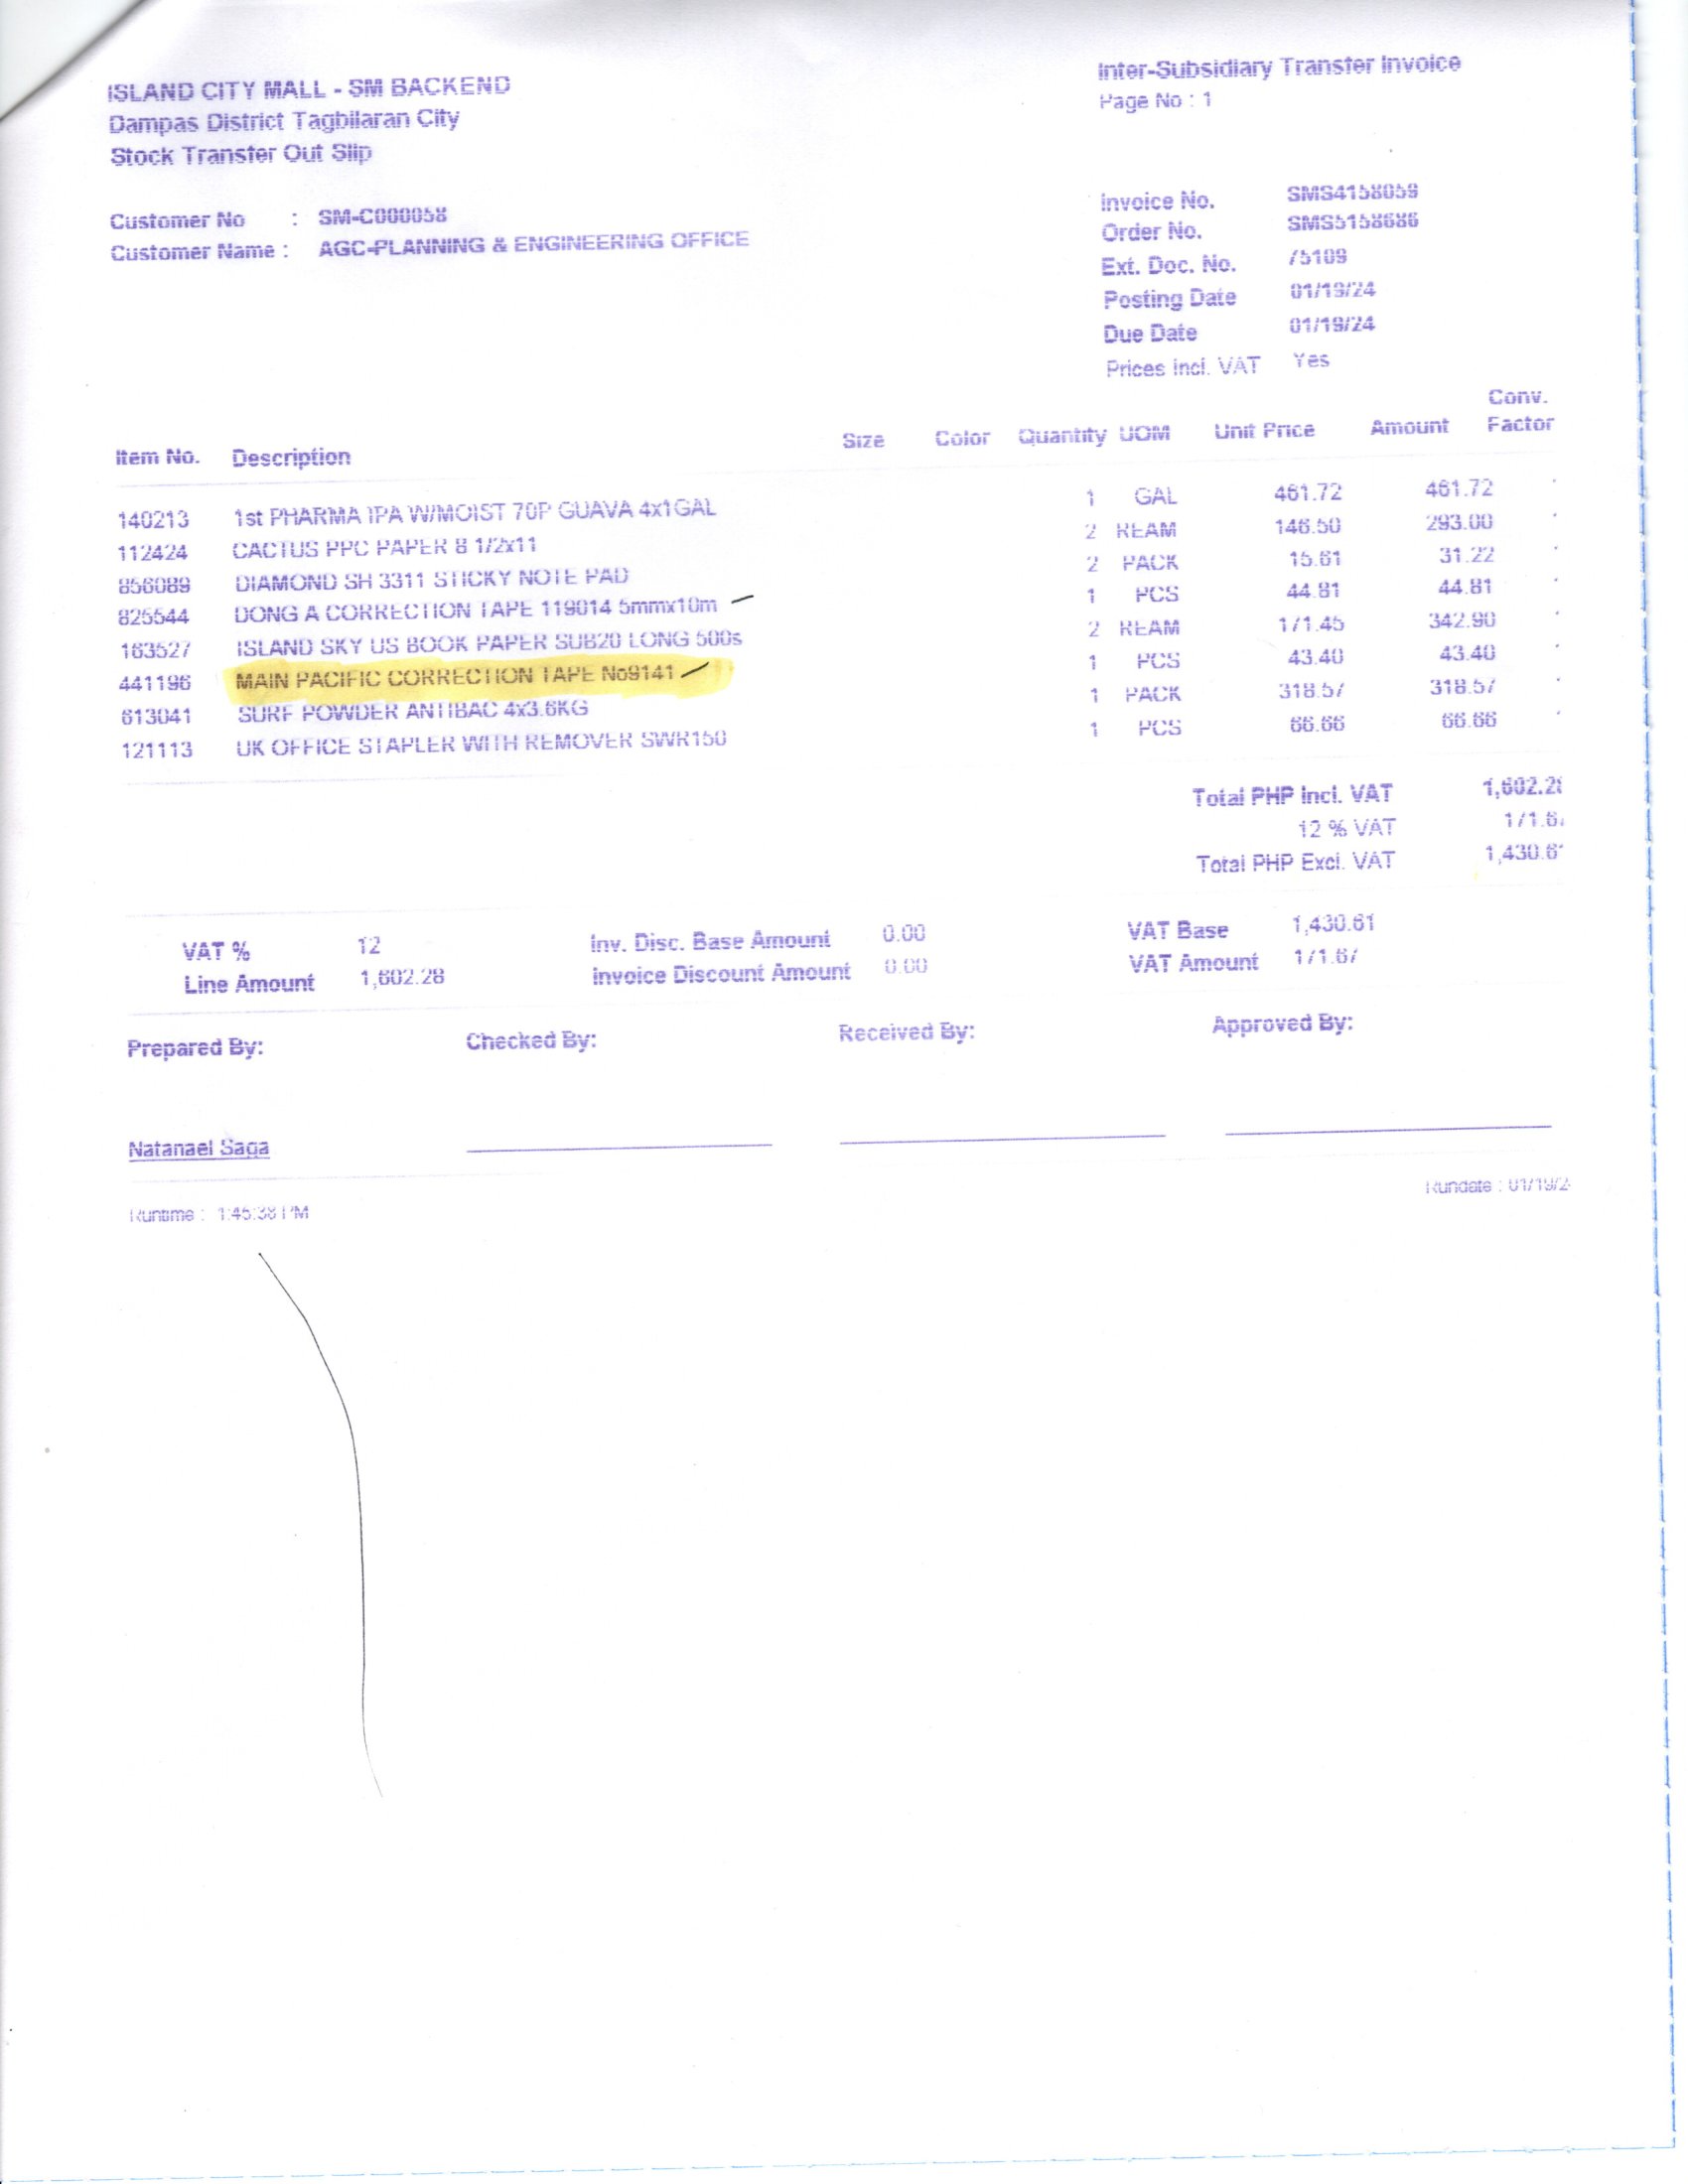 ISLAND CITY MALL - SM BACKEND
Dampas District Tagbilaran City
Stock Transfer Out Slip
Inter-Subsidiary Transfer Invoice
Page No : 1
Customer No : SM-C000058
Customer Name : AGC-PLANNING & ENGINEERING OFFICE
Invoice No. SMS4158059
Order No. SMS5158686
Ext. Doc. No. 75109
Posting Date 01/19/24
Due Date 01/19/24
Prices incl. VAT Yes
Item No. Description Size Color Quantity UOM Unit Price Amount Conv. Factor
140213 1st PHARMA IPA W/MOIST 70P GUAVA 4x1GAL 1 GAL 461.72 461.72
112424 CACTUS PPC PAPER 8 1/2x11 2 REAM 146.50 293.00
856089 DIAMOND SH 3311 STICKY NOTE PAD 2 PACK 15.61 31.22
825544 DONG A CORRECTION TAPE 119014 5mmx10m 1 PCS 44.81 44.81
163527 ISLAND SKY US BOOK PAPER SUB20 LONG 500s 2 REAM 171.45 342.90
441196 MAIN PACIFIC CORRECTION TAPE No9141 1 PCS 43.40 43.40
613041 SURF POWDER ANTIBAC 4x3.6KG 1 PACK 318.57 318.57
121113 UK OFFICE STAPLER WITH REMOVER SWR150 1 PCS 66.66 66.66
Total PHP Incl. VAT 1,602.28
12 % VAT 171.67
Total PHP Excl. VAT 1,430.61
VAT % 12 Inv. Disc. Base Amount 0.00 VAT Base 1,430.61
Line Amount 1,602.28 Invoice Discount Amount 0.00 VAT Amount 171.67
Prepared By: Checked By: Received By: Approved By:
Natanael Saga
Runtime : 1:45:38 PM Rundate : 01/19/2